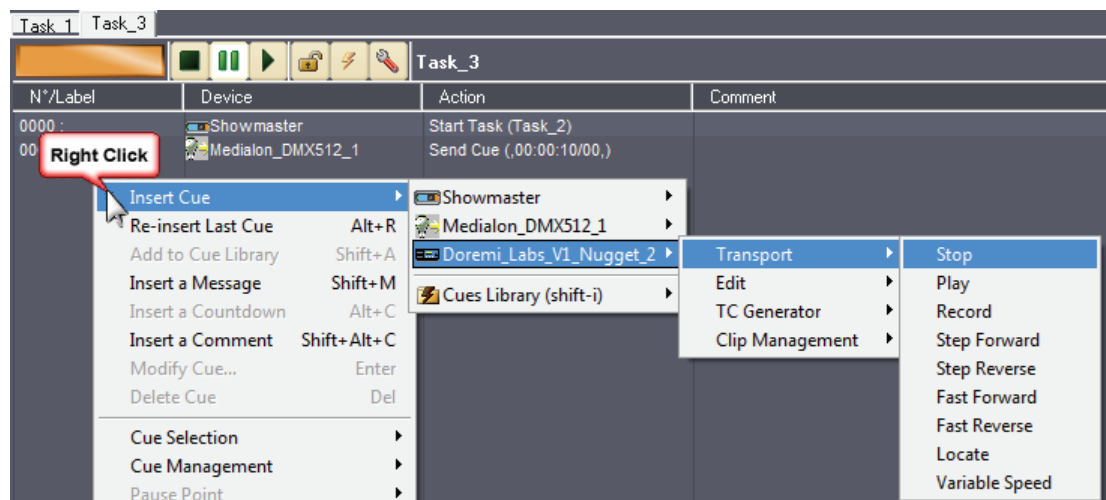 Task_1 Task_3
Task_3
N°/Label Device Action Comment
0000 : Showmaster Start Task (Task_2)
00 Medialon_DMX512_1 Send Cue (,00:00:10/00,)
Right Click
Insert Cue
Re-insert Last Cue Alt+R
Add to Cue Library Shift+A
Insert a Message Shift+M
Insert a Countdown Alt+C
Insert a Comment Shift+Alt+C
Modify Cue... Enter
Delete Cue Del
Cue Selection
Cue Management
Pause Point
Showmaster
Medialon_DMX512_1
Doremi_Labs_V1_Nugget_2
Cues Library (shift-i)
Transport
Edit
TC Generator
Clip Management
Stop
Play
Record
Step Forward
Step Reverse
Fast Forward
Fast Reverse
Locate
Variable Speed